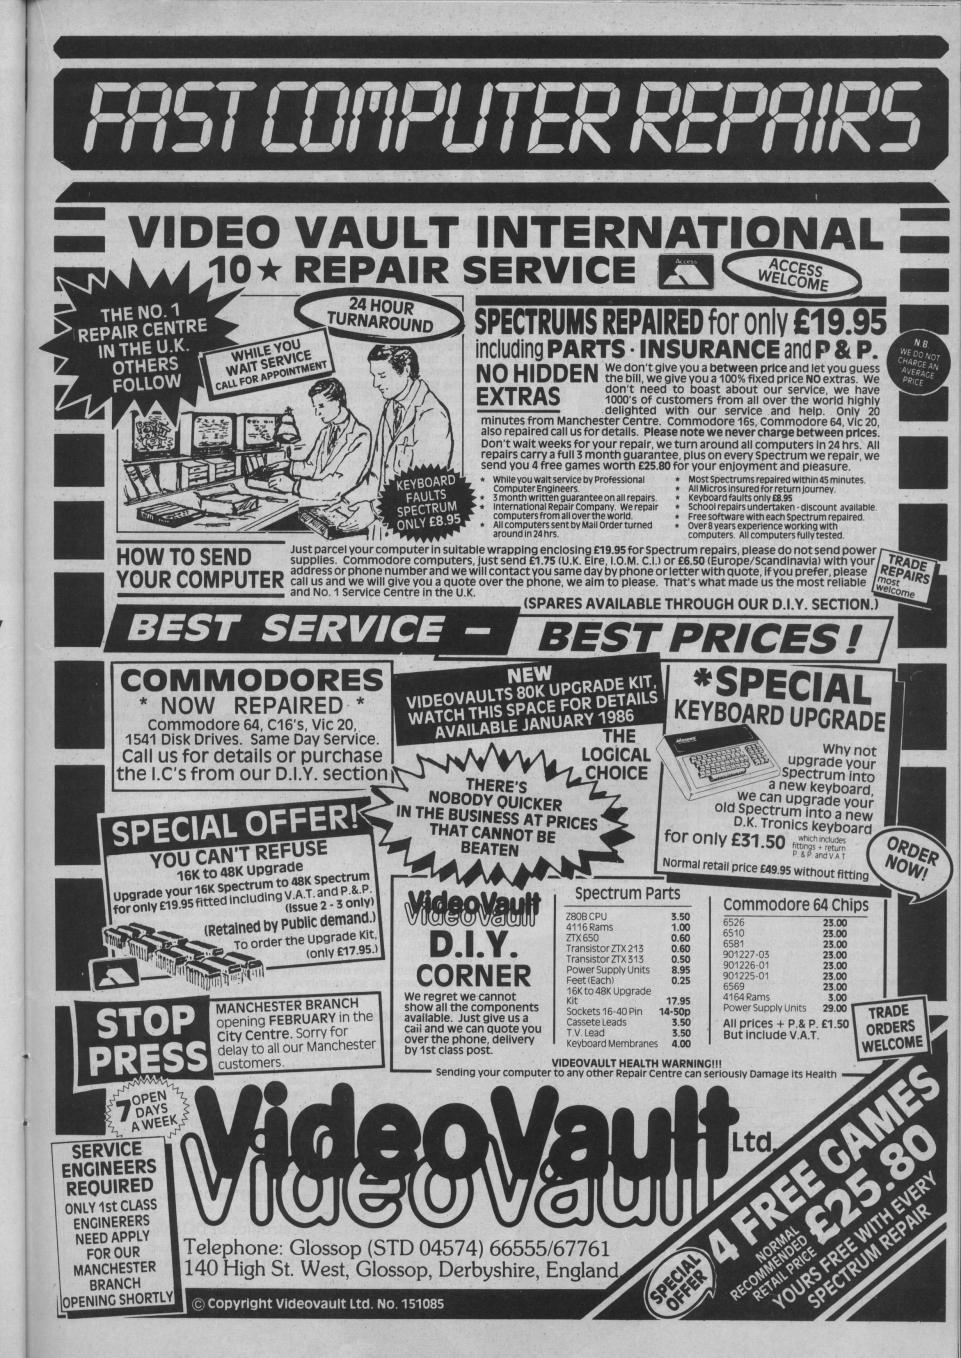 FAST COMPUTER REPAIRS
VIDEO VAULT INTERNATIONAL
10★ REPAIR SERVICE
Access
ACCESS
WELCOME
THE NO. 1
REPAIR CENTRE
IN THE U.K.
OTHERS
FOLLOW
24 HOUR
TURNAROUND
WHILE YOU
WAIT SERVICE
CALL FOR APPOINTMENT
KEYBOARD
FAULTS
SPECTRUM
ONLY £8.95
SPECTRUMS REPAIRED for only £19.95
including PARTS · INSURANCE and P & P.
N.B.
WE DO NOT
CHARGE AN
AVERAGE
PRICE
NO HIDDEN
EXTRAS
We don't give you a between price and let you guess
the bill, we give you a 100% fixed price NO extras. We
don't need to boast about our service, we have
1000's of customers from all over the world highly
delighted with our service and help. Only 20
minutes from Manchester Centre. Commodore 16s, Commodore 64, Vic 20,
also repaired call us for details. Please note we never charge between prices.
Don't wait weeks for your repair, we turn around all computers in 24 hrs. All
repairs carry a full 3 month guarantee, plus on every Spectrum we repair, we
send you 4 free games worth £25.80 for your enjoyment and pleasure.
* While you wait service by Professional
Computer Engineers.
* 3 month written guarantee on all repairs.
* International Repair Company. We repair
computers from all over the world.
* All computers sent by Mail Order turned
around in 24 hrs.
* Most Spectrums repaired within 45 minutes.
* All Micros insured for return journey.
* Keyboard faults only £8.95
* School repairs undertaken - discount available.
* Free software with each Spectrum repaired.
* Over 8 years experience working with
computers. All computers fully tested.
HOW TO SEND
YOUR COMPUTER
Just parcel your computer in suitable wrapping enclosing £19.95 for Spectrum repairs, please do not send power
supplies. Commodore computers, just send £1.75 (U.K. Eire, I.O.M. C.I.) or £6.50 (Europe/Scandinavia) with your
address or phone number and we will contact you same day by phone or letter with quote, if you prefer, please
call us and we will give you a quote over the phone, we aim to please. That's what made us the most reliable
and No. 1 Service Centre in the U.K.
TRADE
REPAIRS
most
welcome
(SPARES AVAILABLE THROUGH OUR D.I.Y. SECTION.)
BEST SERVICE – BEST PRICES!
COMMODORES
* NOW REPAIRED *
Commodore 64, C16's, Vic 20,
1541 Disk Drives. Same Day Service.
Call us for details or purchase
the I.C's from our D.I.Y. section
NEW
VIDEOVAULTS 80K UPGRADE KIT,
WATCH THIS SPACE FOR DETAILS
AVAILABLE JANUARY 1986
THE
LOGICAL
CHOICE
THERE'S
NOBODY QUICKER
IN THE BUSINESS AT PRICES
THAT CANNOT BE
BEATEN
*SPECIAL
KEYBOARD UPGRADE
Why not
upgrade your
Spectrum into
a new keyboard,
we can upgrade your
old Spectrum into a new
D.K. Tronics keyboard
for only £31.50 which includes
fittings + return
P. & P. and V.A.T
Normal retail price £49.95 without fitting
ORDER
NOW!
SPECIAL OFFER!
YOU CAN'T REFUSE
16K to 48K Upgrade
Upgrade your 16K Spectrum to 48K Spectrum
for only £19.95 fitted including V.A.T. and P.&.P.
(Issue 2 - 3 only)
(Retained by Public demand.)
To order the Upgrade Kit,
(only £17.95.)
VideoVault
VideoVault
D.I.Y.
CORNER
We regret we cannot
show all the components
available. Just give us a
call and we can quote you
over the phone, delivery
by 1st class post.
Spectrum Parts
Z80B CPU 3.50
4116 Rams 1.00
ZTX 650 0.60
Transistor ZTX 213 0.60
Transistor ZTX 313 0.50
Power Supply Units 8.95
Feet (Each) 0.25
16K to 48K Upgrade
Kit 17.95
Sockets 16-40 Pin 14-50p
Cassete Leads 3.50
T.V. Lead 3.50
Keyboard Membranes 4.00
Commodore 64 Chips
6526 23.00
6510 23.00
6581 23.00
901227-03 23.00
901226-01 23.00
901225-01 23.00
6569 23.00
4164 Rams 3.00
Power Supply Units 29.00
All prices + P.& P. £1.50
But include V.A.T.
TRADE
ORDERS
WELCOME
STOP
PRESS
MANCHESTER BRANCH
opening FEBRUARY in the
City Centre. Sorry for
delay to all our Manchester
customers.
VIDEOVAULT HEALTH WARNING!!!
Sending your computer to any other Repair Centre can seriously Damage its Health
OPEN
7 DAYS
A WEEK
VideoVault Ltd.
VideoVault
SERVICE
ENGINEERS
REQUIRED
ONLY 1st CLASS
ENGINERERS
NEED APPLY
FOR OUR
MANCHESTER
BRANCH
OPENING SHORTLY
Telephone: Glossop (STD 04574) 66555/67761
140 High St. West, Glossop, Derbyshire, England.
© Copyright Videovault Ltd. No. 151085
SPECIAL
OFFER
4 FREE GAMES
NORMAL
RECOMMENDED
RETAIL PRICE
£25.80
YOURS FREE WITH EVERY
SPECTRUM REPAIR